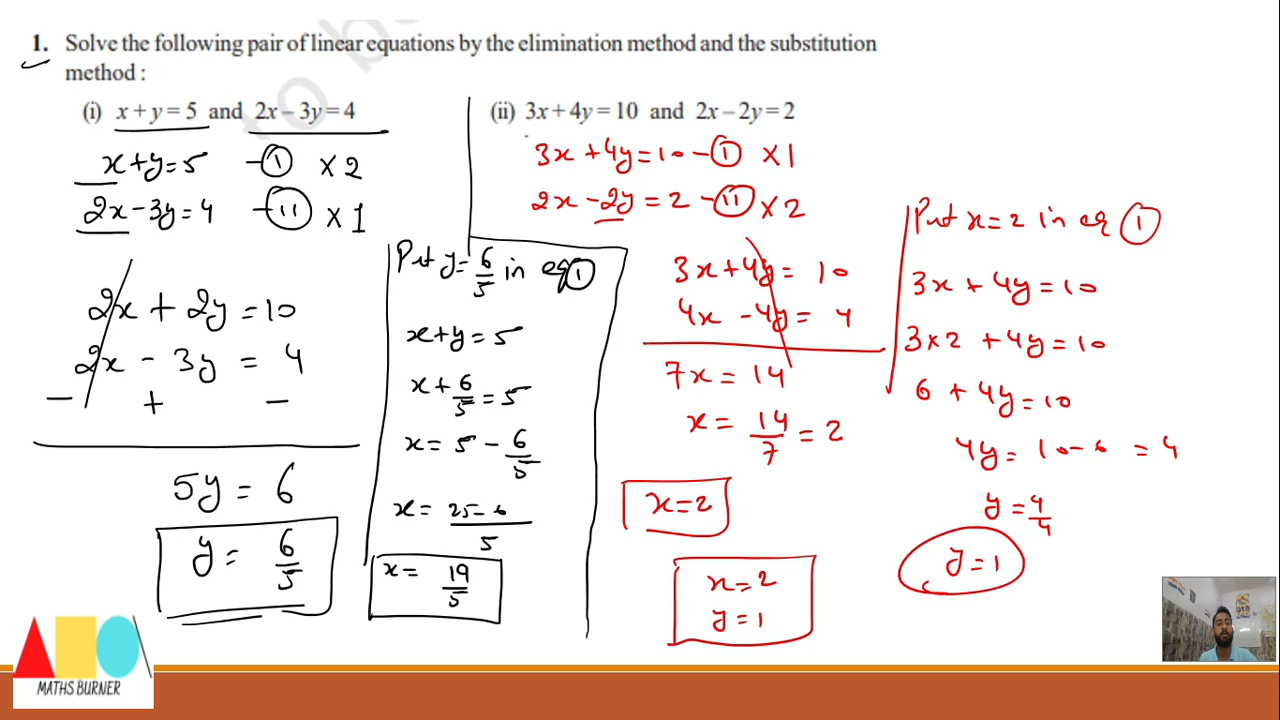 to be
1. Solve the following pair of linear equations by the elimination method and the substitution
method :
(i) x + y = 5 and 2x – 3y = 4
x+y=5 -① ×2
2x-3y=4 -⑪ ×1
2x + 2y = 10
2x - 3y = 4
- + -
5y = 6
y = 6/5
Put y = 6/5 in eq ①
x+y=5
x + 6/5 = 5
x = 5 - 6/5
x = 25-6/5
x = 19/5
(ii) 3x + 4y = 10 and 2x – 2y = 2
3x + 4y = 10 -① ×1
2x - 2y = 2 -⑪ ×2
3x + 4y = 10
4x - 4y = 4
7x = 14
x = 14/7 = 2
x=2
x=2
y=1
Put x=2 in eq ①
3x + 4y = 10
3×2 + 4y = 10
6 + 4y = 10
4y = 10-6 = 4
y = 4/4
y = 1
MATHS BURNER